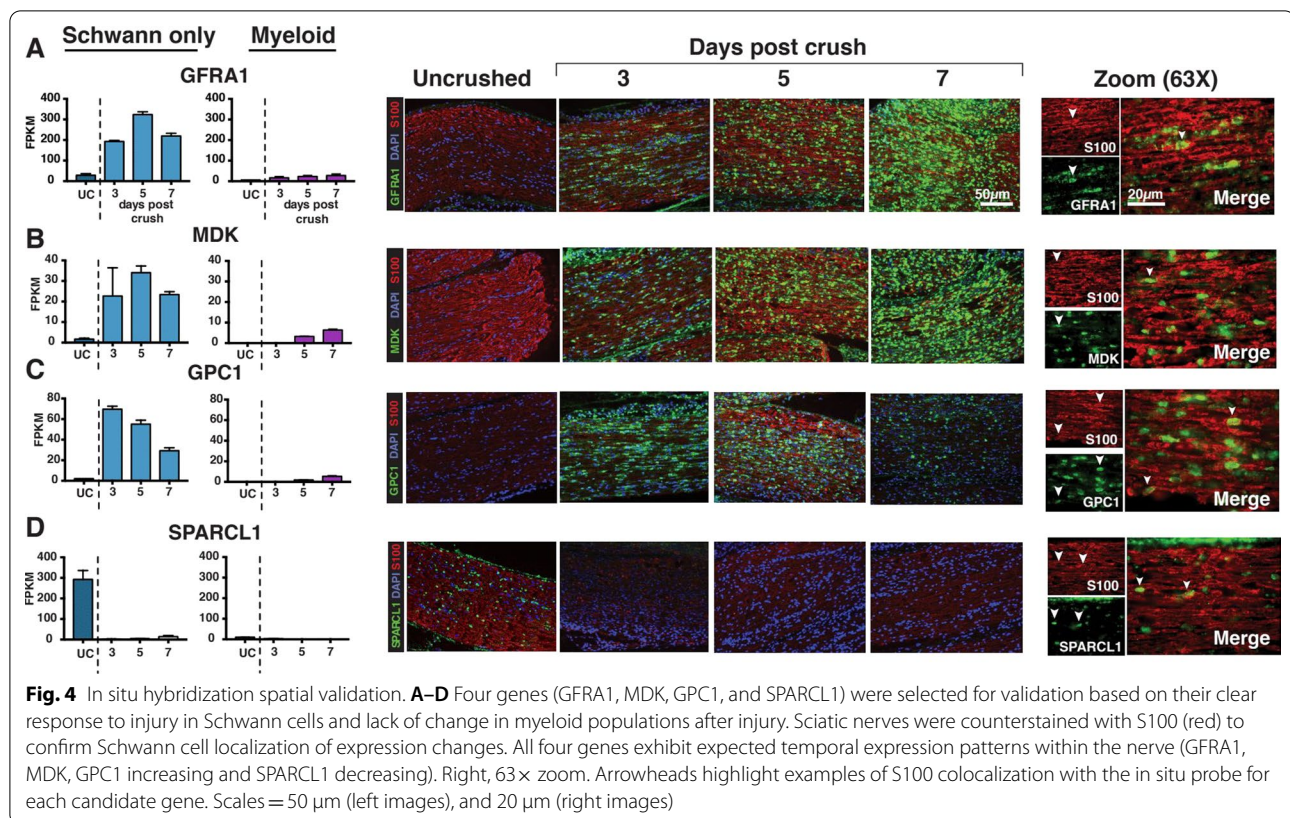 A
Schwann only
Myeloid
GFRA1
FPKM
400
300
200
100
0
UC
3
5
7
days post
crush
400
300
200
100
0
UC
3
5
7
days post
crush
Days post crush
Uncrushed
3
5
7
Zoom (63X)
GFRA1 DAPI S100
50µm
S100
GFRA1
20µm
Merge
B
MDK
FPKM
40
30
20
10
0
UC
3
5
7
40
30
20
10
0
UC
3
5
7
MDK DAPI S100
S100
MDK
Merge
C
GPC1
FPKM
80
60
40
20
0
UC
3
5
7
80
60
40
20
0
UC
3
5
7
GPC1 DAPI S100
S100
GPC1
Merge
D
SPARCL1
FPKM
400
300
200
100
0
UC
3
5
7
400
300
200
100
0
UC
3
5
7
SPARCL1 DAPI S100
S100
SPARCL1
Merge
Fig. 4 In situ hybridization spatial validation. A–D Four genes (GFRA1, MDK, GPC1, and SPARCL1) were selected for validation based on their clear
response to injury in Schwann cells and lack of change in myeloid populations after injury. Sciatic nerves were counterstained with S100 (red) to
confirm Schwann cell localization of expression changes. All four genes exhibit expected temporal expression patterns within the nerve (GFRA1,
MDK, GPC1 increasing and SPARCL1 decreasing). Right, 63× zoom. Arrowheads highlight examples of S100 colocalization with the in situ probe for
each candidate gene. Scales = 50 µm (left images), and 20 µm (right images)